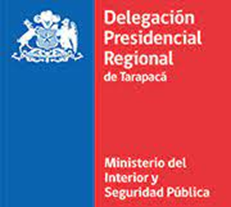 Delegación
Presidencial
Regional
de Tarapacá
Ministerio del
Interior y
Seguridad Pública